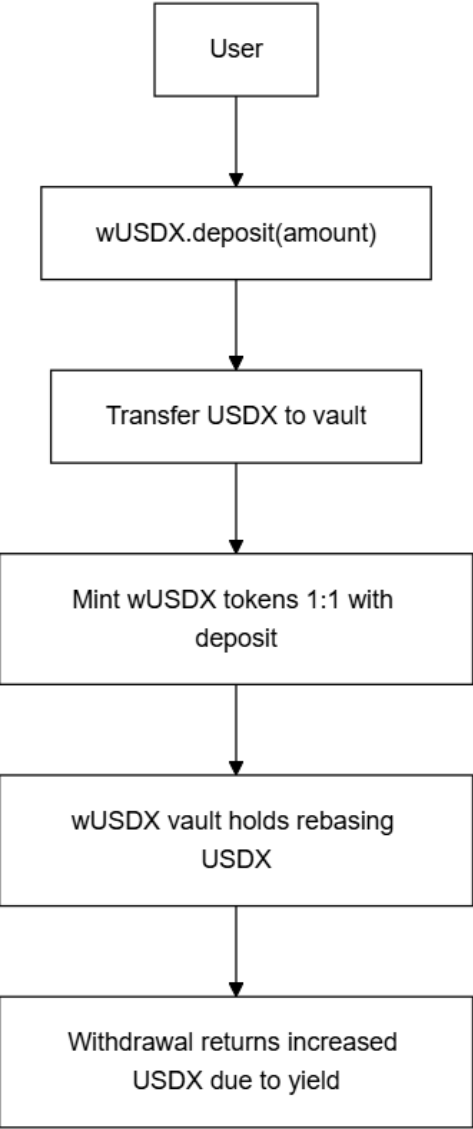 User
wUSDX.deposit(amount)
Transfer USDX to vault
Mint wUSDX tokens 1:1 with
deposit
wUSDX vault holds rebasing
USDX
Withdrawal returns increased
USDX due to yield